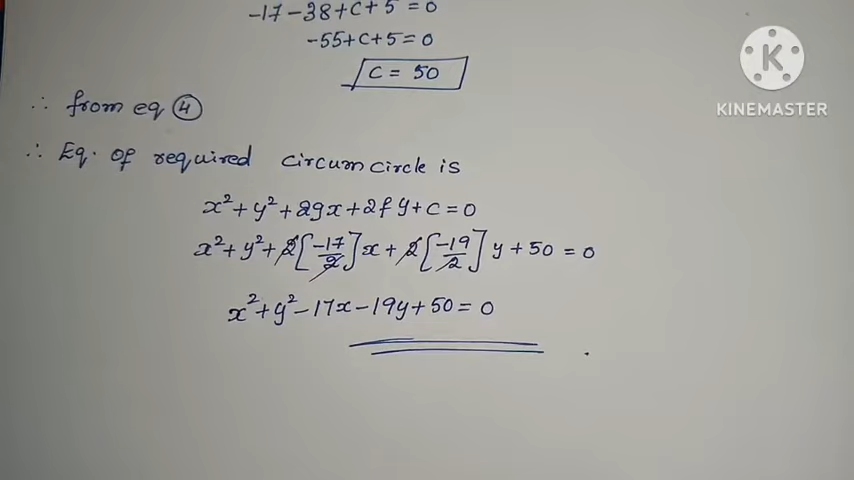 -17-38+c+5=0
-55+c+5=0
c = 50
∴ from eq ④
∴ Eq. of required circumcircle is
x²+y²+2gx+2fy+c=0
x²+y²+2[-17/2]x+2[-19/2]y+50=0
x²+y²-17x-19y+50=0
K
KINEMASTER